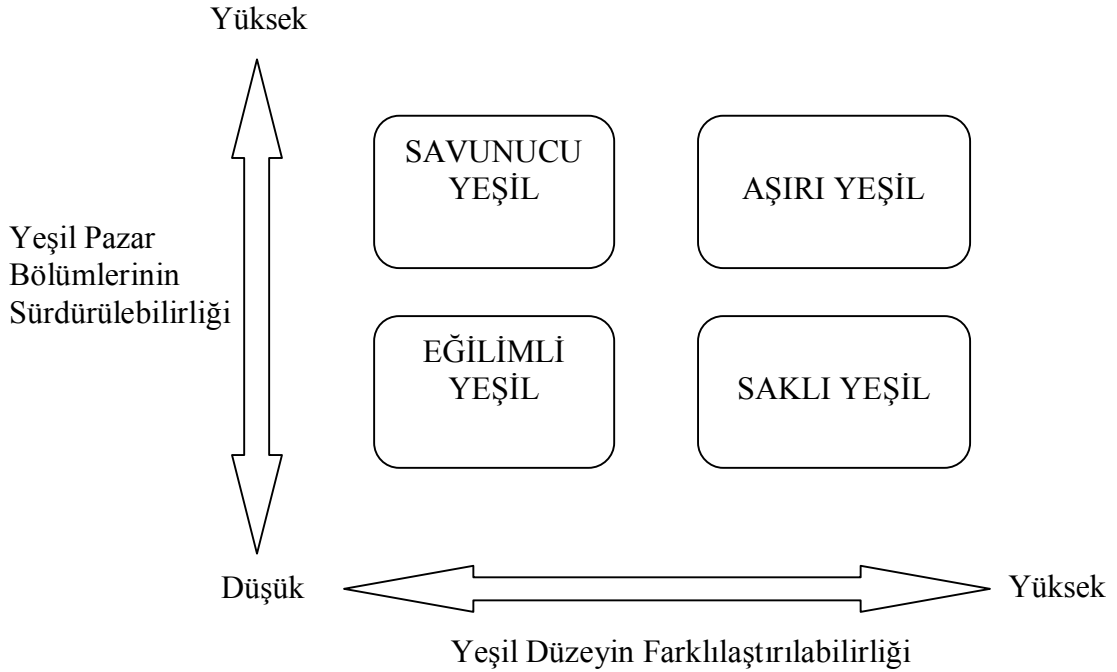 Yüksek
SAVUNUCU
YEŞİL
AŞIRI YEŞİL
Yeşil Pazar
Bölümlerinin
Sürdürülebilirliği
EĞİLİMLİ
YEŞİL
SAKLI YEŞİL
Düşük
Yüksek
Yeşil Düzeyin Farklılaştırılabilirliği